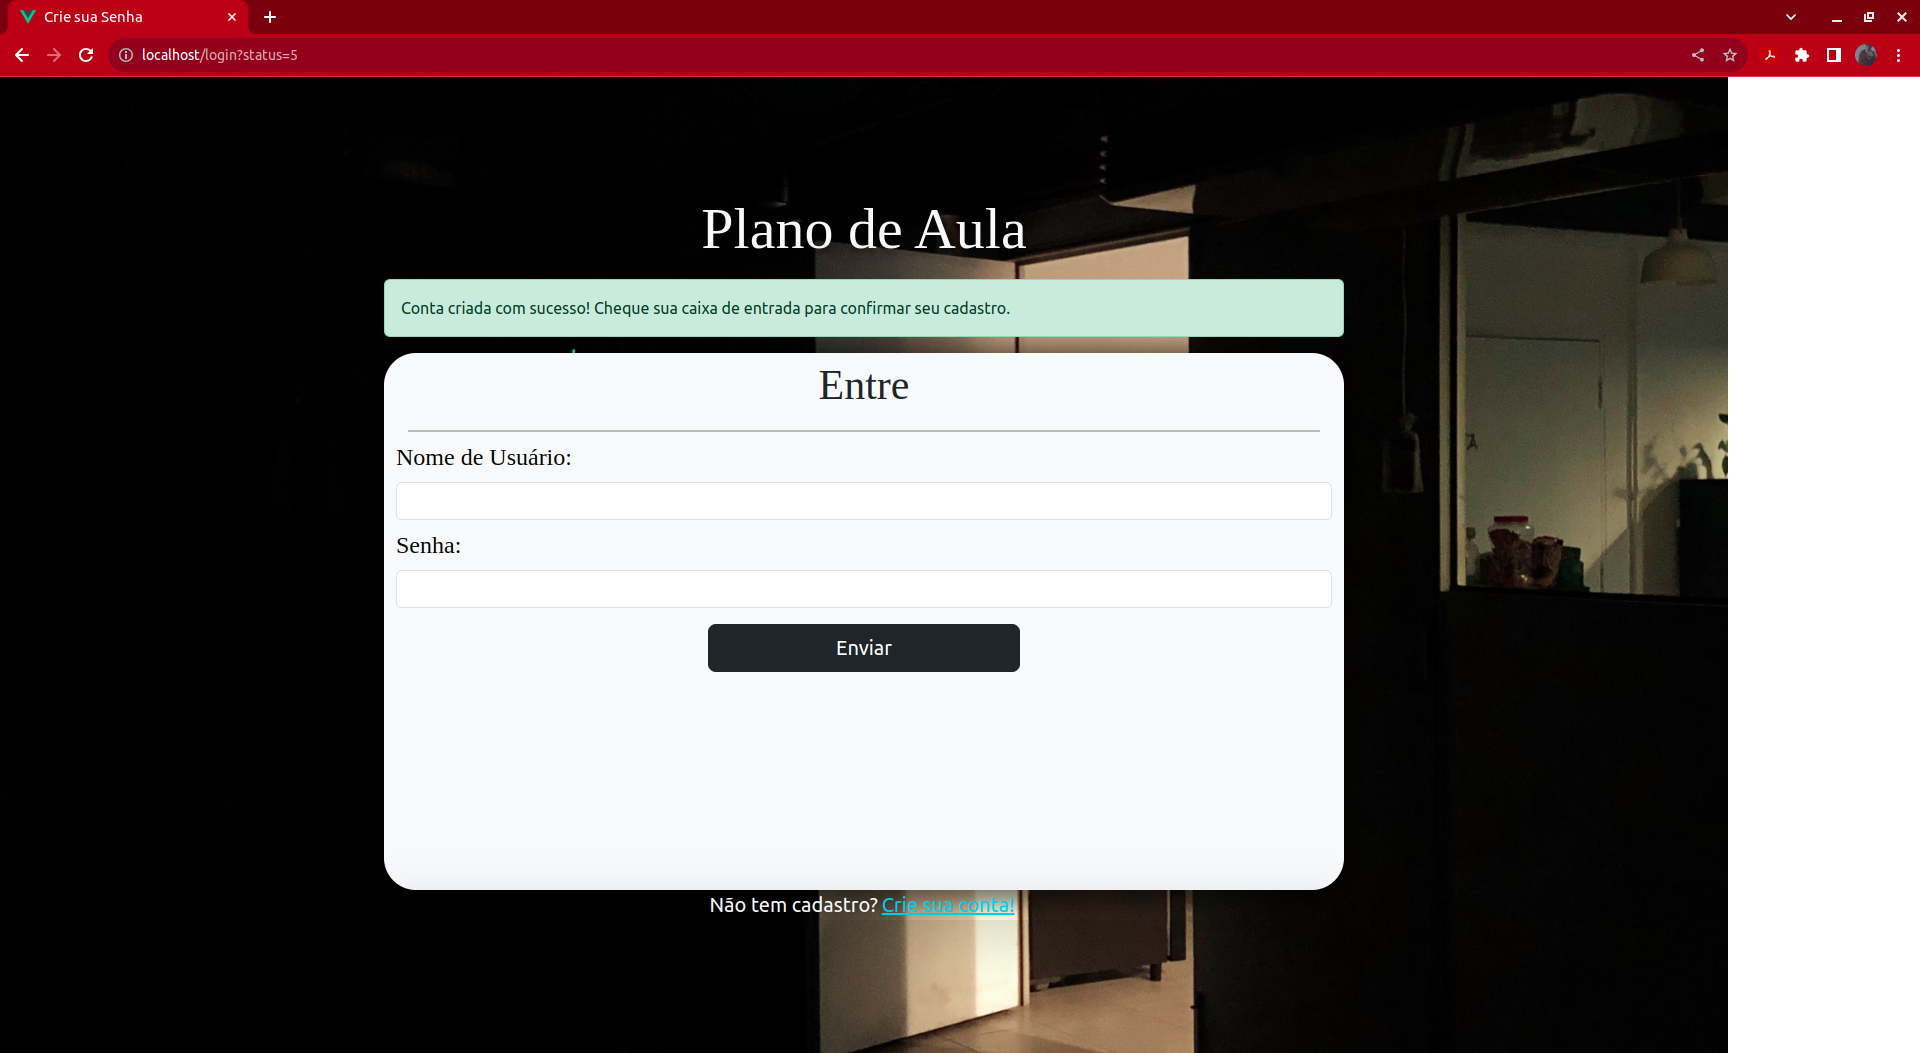 Crie sua Senha
localhost/login?status=5
Plano de Aula
Conta criada com sucesso! Cheque sua caixa de entrada para confirmar seu cadastro.
Entre
Nome de Usuário:
Senha:
Enviar
Não tem cadastro? Crie sua conta!